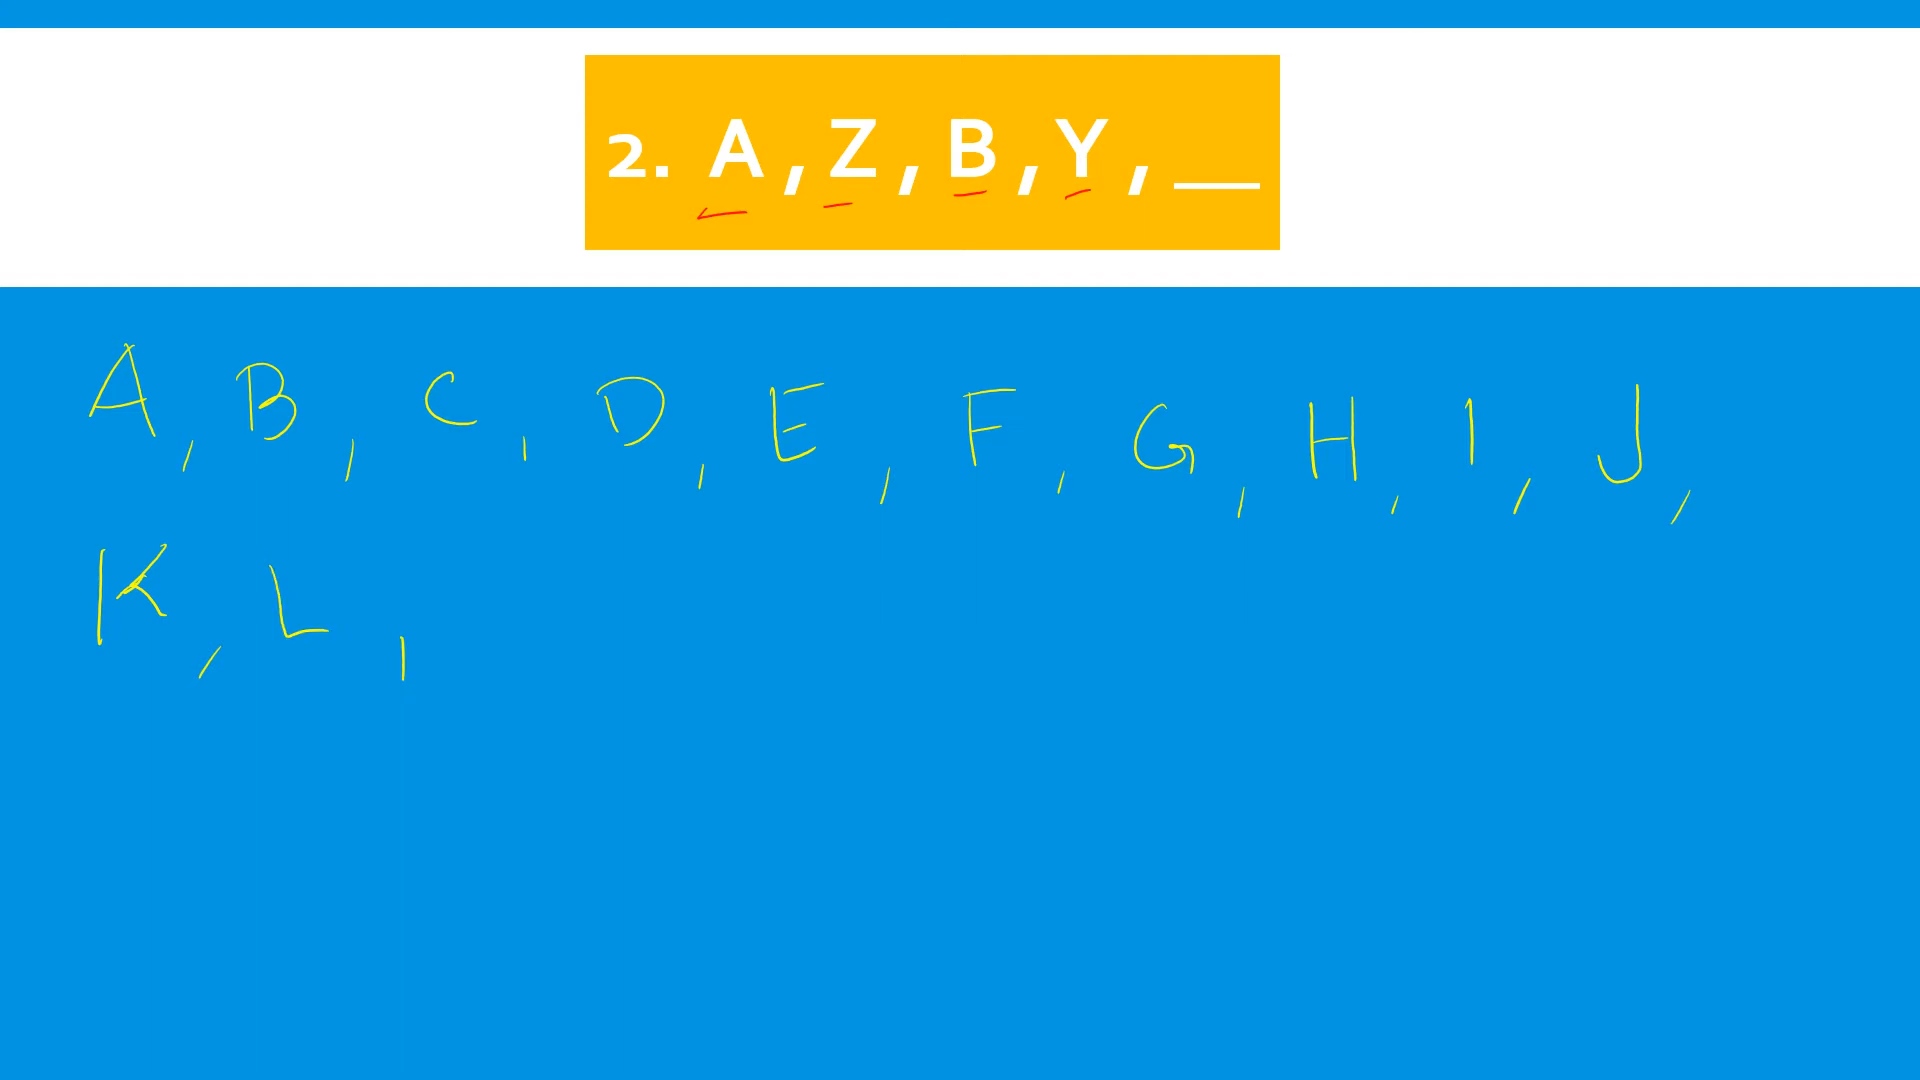 2. A , Z , B , Y , __
A , B , C , D , E , F , G , H , I , J ,
K , L ,